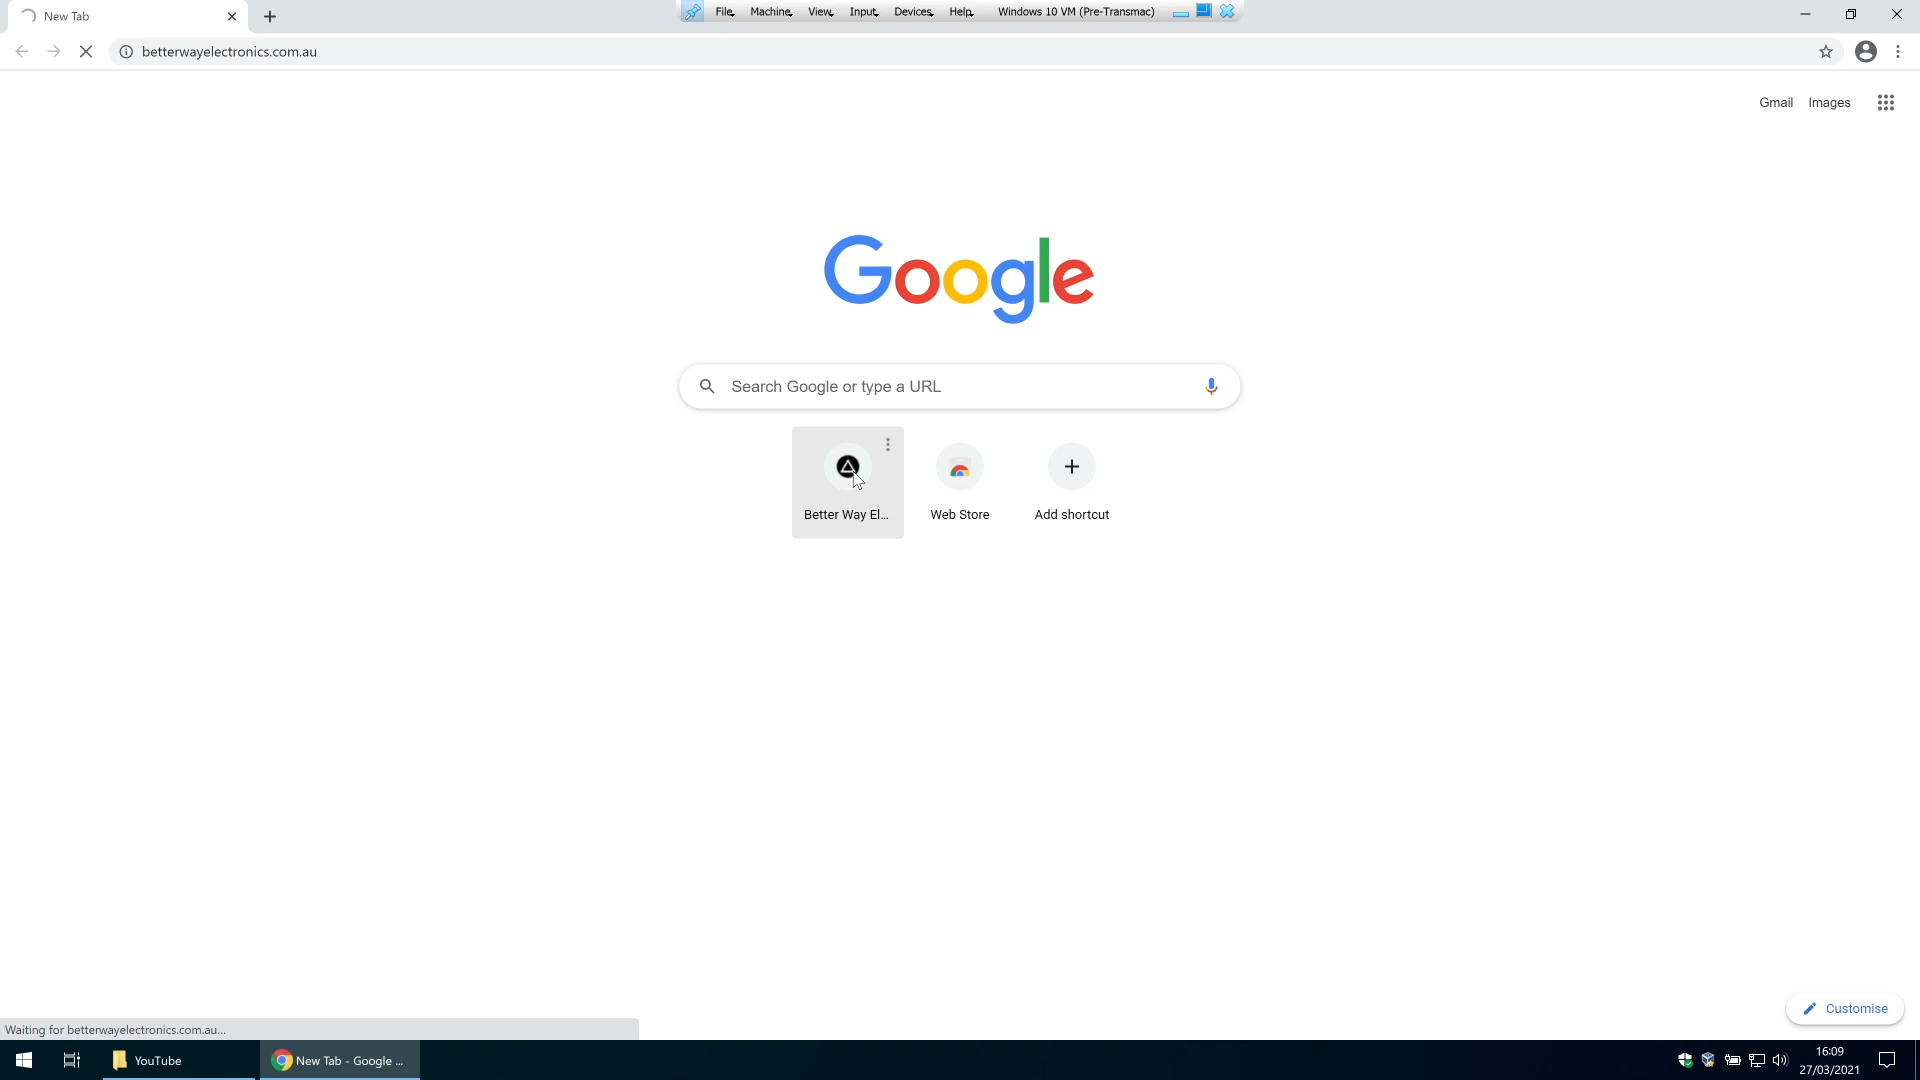 New Tab
File Machine View Input Devices Help Windows 10 VM (Pre-Transmac)
betterwayelectronics.com.au
Gmail Images
Google
Search Google or type a URL
Better Way El...
Web Store
Add shortcut
Customise
Waiting for betterwayelectronics.com.au...
YouTube
New Tab - Google ...
16:09
27/03/2021